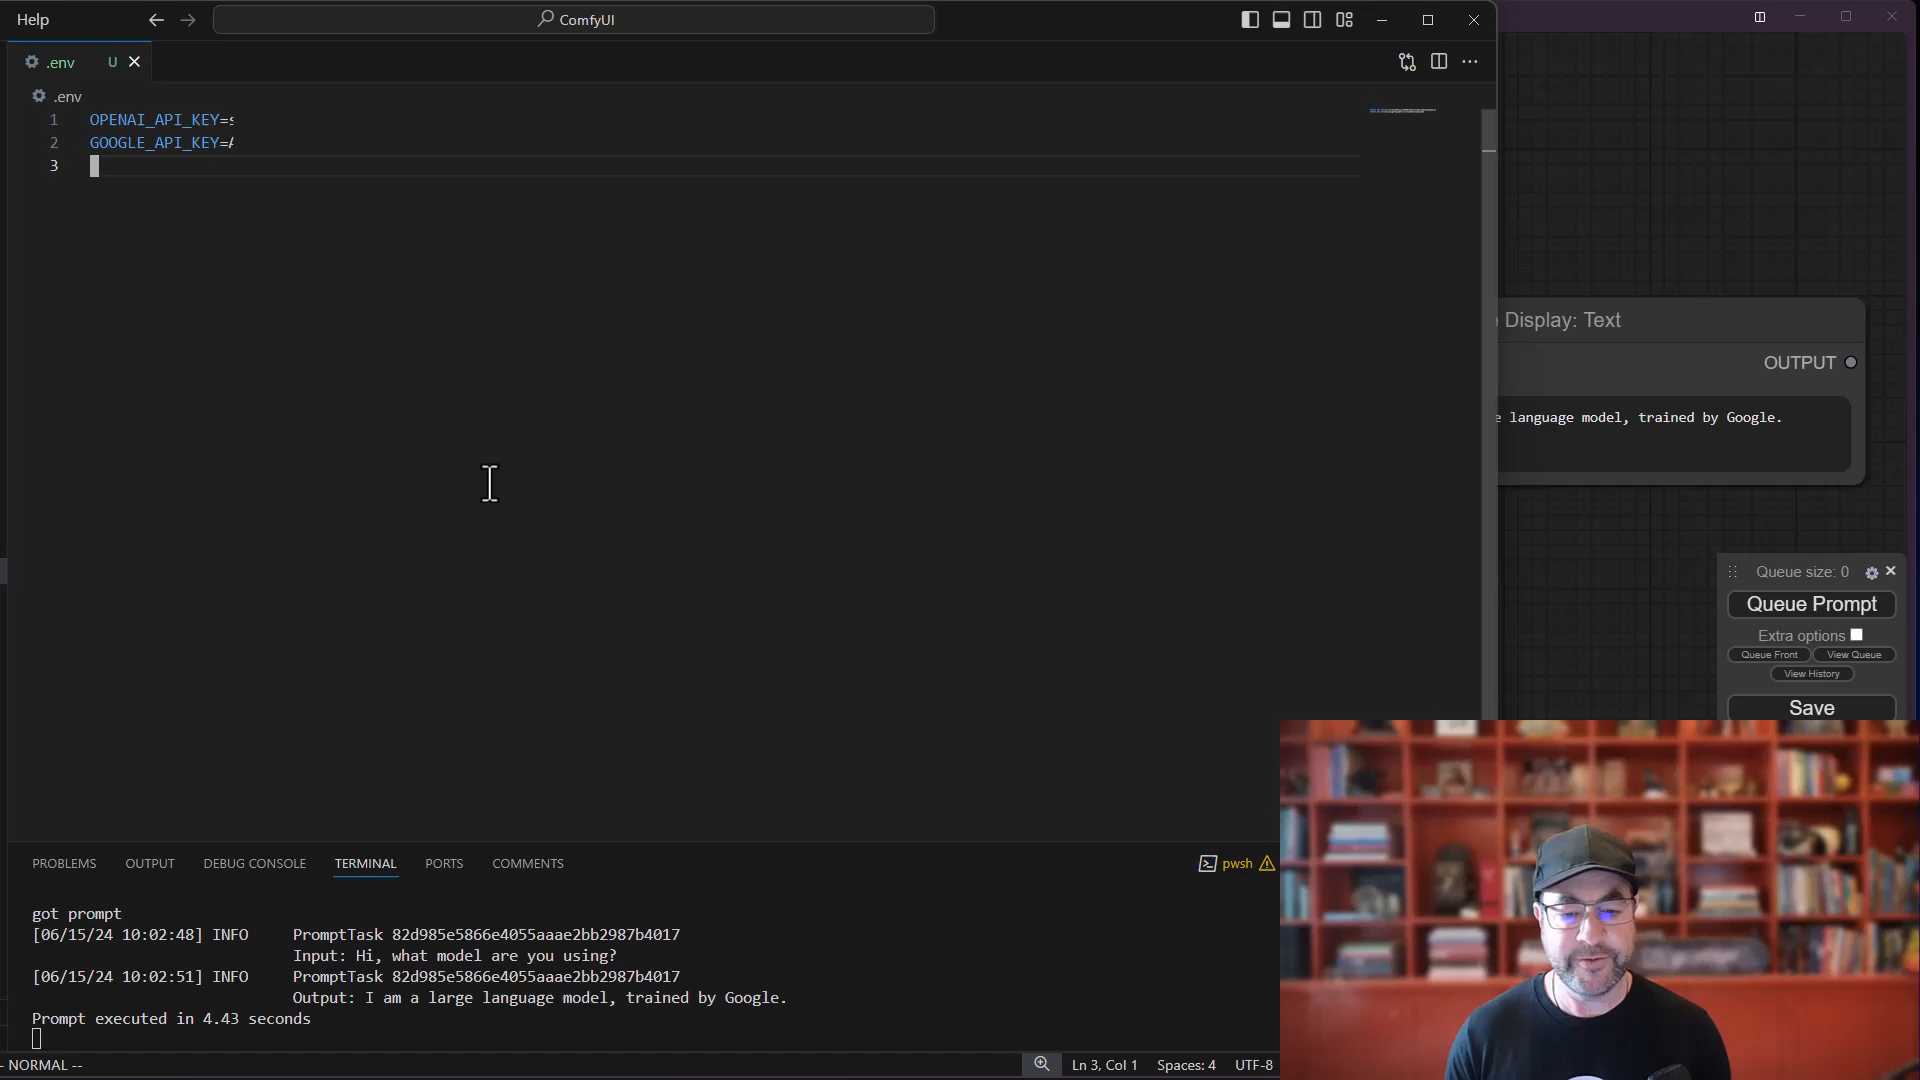 Help
ComfyUI
.env U
.env
1 OPENAI_API_KEY=s
2 GOOGLE_API_KEY=A
3
Display: Text
OUTPUT
language model, trained by Google.
Queue size: 0
Queue Prompt
Extra options
Queue Front View Queue
View History
Save
PROBLEMS OUTPUT DEBUG CONSOLE TERMINAL PORTS COMMENTS
pwsh
got prompt
[06/15/24 10:02:48] INFO PromptTask 82d985e5866e4055aaae2bb2987b4017
Input: Hi, what model are you using?
[06/15/24 10:02:51] INFO PromptTask 82d985e5866e4055aaae2bb2987b4017
Output: I am a large language model, trained by Google.
Prompt executed in 4.43 seconds
- NORMAL --
Ln 3, Col 1 Spaces: 4 UTF-8